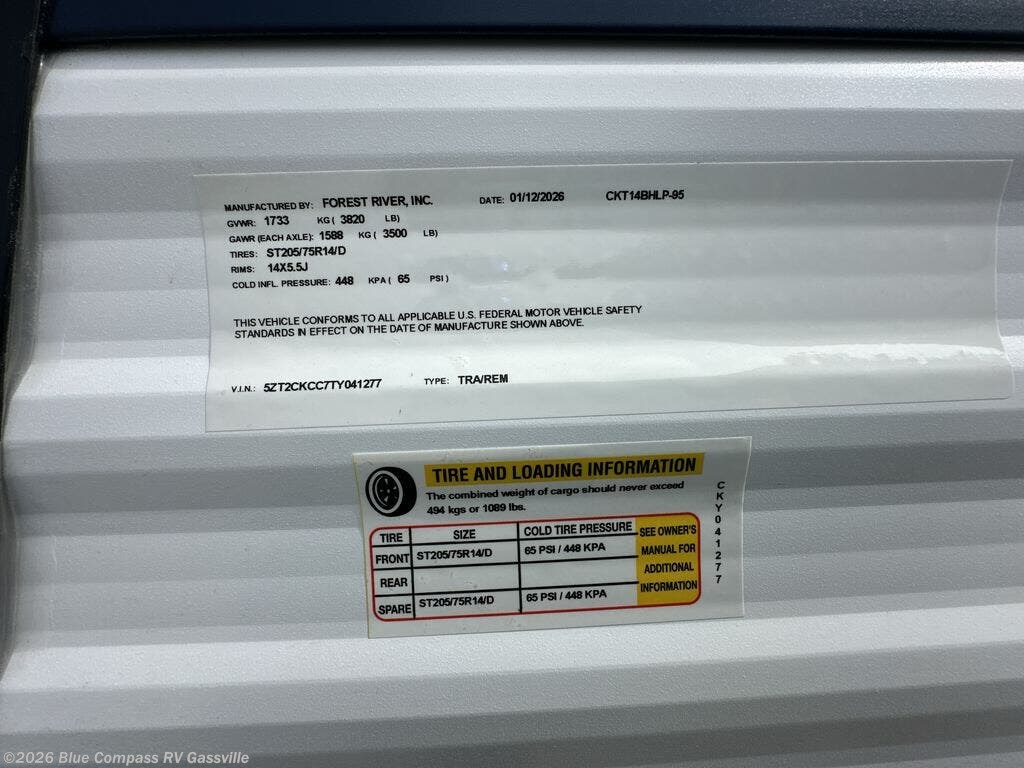 MANUFACTURED BY: FOREST RIVER, INC. DATE: 01/12/2026 CKT14BHLP-95
GVWR: 1733 KG ( 3820 LB)
GAWR (EACH AXLE): 1588 KG ( 3500 LB)
TIRES: ST205/75R14/D
RIMS: 14X5.5J
COLD INFL. PRESSURE: 448 KPA ( 65 PSI )
THIS VEHICLE CONFORMS TO ALL APPLICABLE U.S. FEDERAL MOTOR VEHICLE SAFETY
STANDARDS IN EFFECT ON THE DATE OF MANUFACTURE SHOWN ABOVE.
V.I.N.: 5ZT2CKCC7TY041277 TYPE: TRA/REM
TIRE AND LOADING INFORMATION
The combined weight of cargo should never exceed
494 kgs or 1089 lbs.
TIRE SIZE COLD TIRE PRESSURE
FRONT ST205/75R14/D 65 PSI / 448 KPA
REAR
SPARE ST205/75R14/D 65 PSI / 448 KPA
SEE OWNER'S
MANUAL FOR
ADDITIONAL
INFORMATION
CKY041277
©2026 Blue Compass RV Gassville